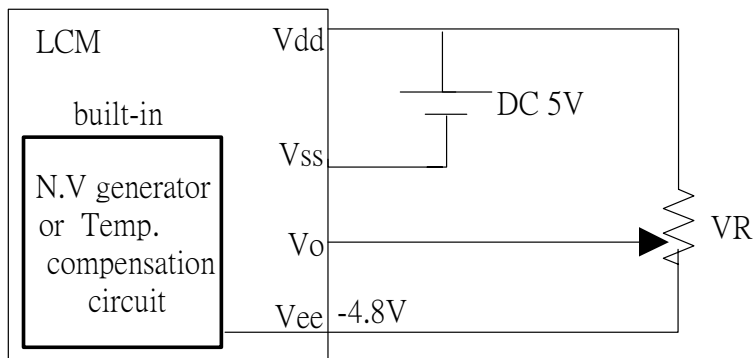 LCM
Vdd
DC 5V
built-in
Vss
N.V generator
or Temp.
compensation
circuit
Vo
VR
Vee -4.8V